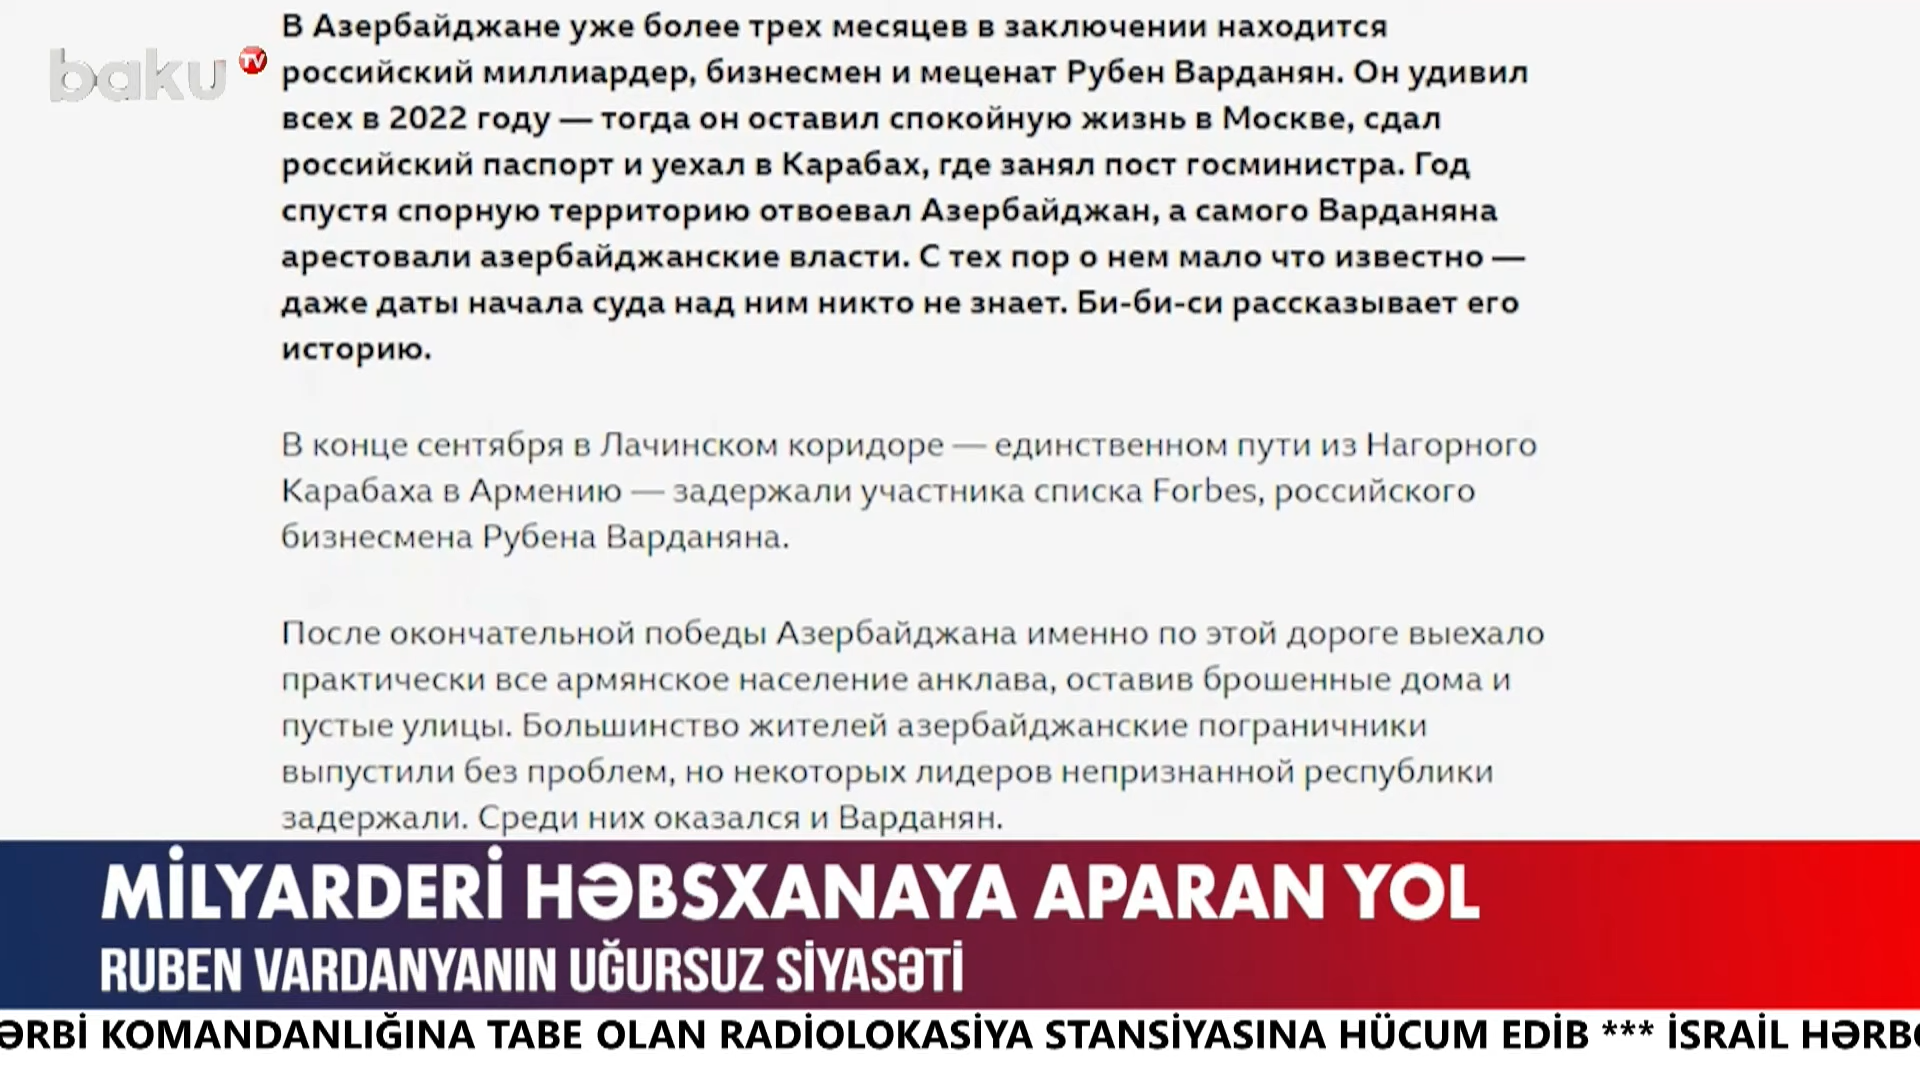 baku TV
В Азербайджане уже более трех месяцев в заключении находится
российский миллиардер, бизнесмен и меценат Рубен Варданян. Он удивил
всех в 2022 году — тогда он оставил спокойную жизнь в Москве, сдал
российский паспорт и уехал в Карабах, где занял пост госминистра. Год
спустя спорную территорию отвоевал Азербайджан, а самого Варданяна
арестовали азербайджанские власти. С тех пор о нем мало что известно —
даже даты начала суда над ним никто не знает. Би-би-си рассказывает его
историю.
В конце сентября в Лачинском коридоре — единственном пути из Нагорного
Карабаха в Армению — задержали участника списка Forbes, российского
бизнесмена Рубена Варданяна.
После окончательной победы Азербайджана именно по этой дороге выехало
практически все армянское население анклава, оставив брошенные дома и
пустые улицы. Большинство жителей азербайджанские пограничники
выпустили без проблем, но некоторых лидеров непризнанной республики
задержали. Среди них оказался и Варданян.
MİLYARDERİ HƏBSXANAYA APARAN YOL
RUBEN VARDANYANIN UĞURSUZ SİYASƏTİ
ƏRBİ KOMANDANLIĞINA TABE OLAN RADİOLOKASİYA STANSİYASINA HÜCUM EDİB *** İSRAİL HƏRB